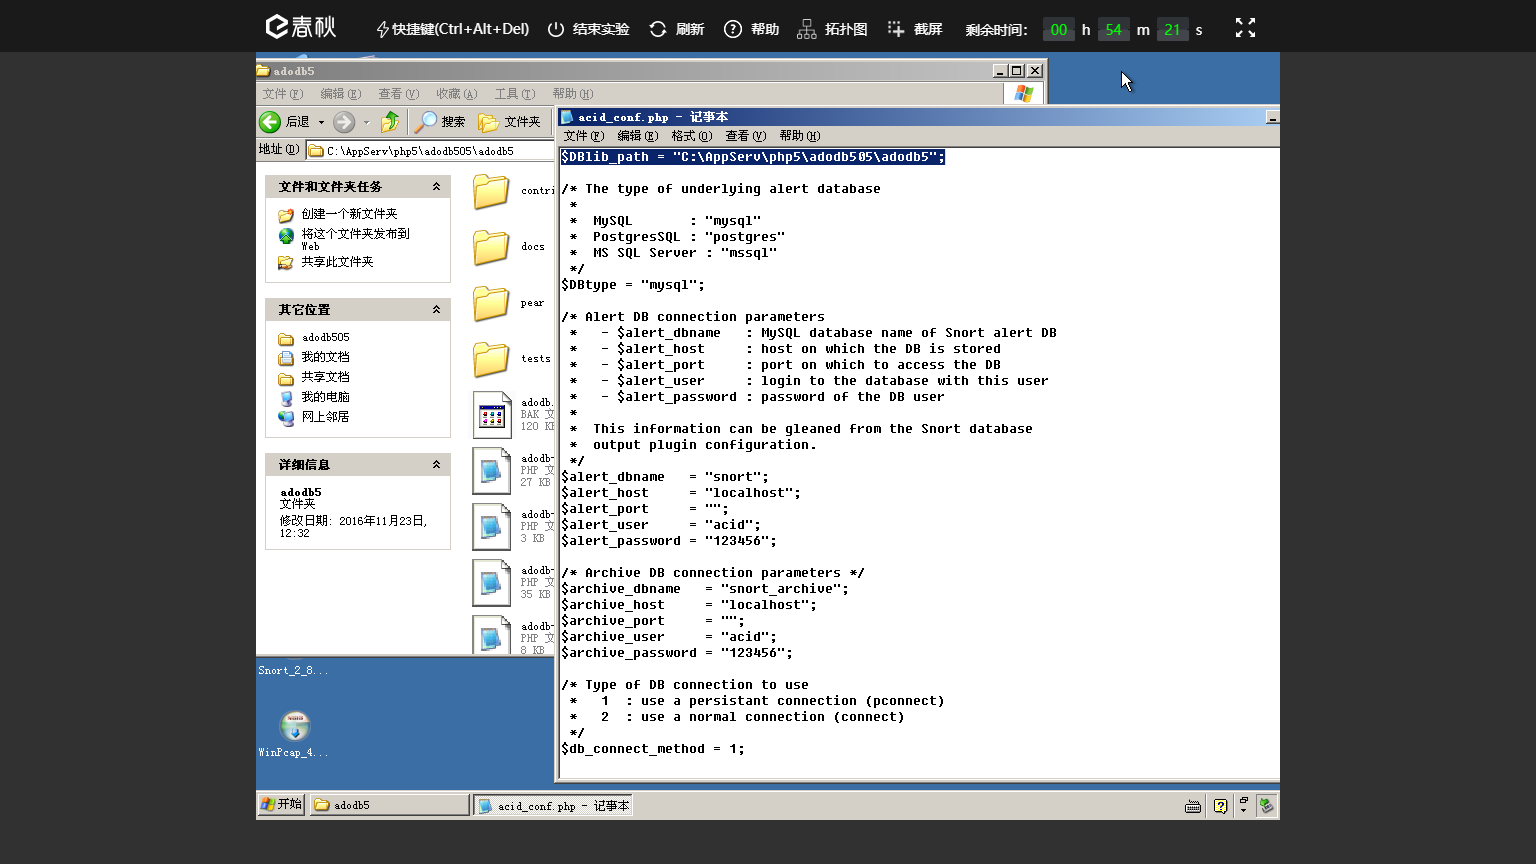 春秋
快捷键(Ctrl+Alt+Del)
结束实验
刷新
帮助
拓扑图
截屏
剩余时间:
00 h 54 m 21 s
adodb5
文件(F) 编辑(E) 查看(V) 收藏(A) 工具(T) 帮助(H)
后退
搜索
文件夹
地址(D) C:\AppServ\php5\adodb505\adodb5
文件和文件夹任务
创建一个新文件夹
将这个文件夹发布到
Web
共享此文件夹
其它位置
adodb505
我的文档
共享文档
我的电脑
网上邻居
详细信息
adodb5
文件夹
修改日期: 2016年11月23日,
12:32
contri
docs
pear
tests
adodb.
BAK 文
120 KB
adodb-
PHP 文
27 KB
adodb-
PHP 文
3 KB
adodb-
PHP 文
35 KB
adodb-
PHP 文
8 KB
acid_conf.php - 记事本
文件(F) 编辑(E) 格式(O) 查看(V) 帮助(H)
$DBlib_path = "C:\AppServ\php5\adodb505\adodb5";
/* The type of underlying alert database
 *
 *  MySQL       : "mysql"
 *  PostgresSQL : "postgres"
 *  MS SQL Server : "mssql"
 */
$DBtype = "mysql";
/* Alert DB connection parameters
 *   - $alert_dbname   : MySQL database name of Snort alert DB
 *   - $alert_host     : host on which the DB is stored
 *   - $alert_port     : port on which to access the DB
 *   - $alert_user     : login to the database with this user
 *   - $alert_password : password of the DB user
 *
 *  This information can be gleaned from the Snort database
 *  output plugin configuration.
 */
$alert_dbname   = "snort";
$alert_host     = "localhost";
$alert_port     = "";
$alert_user     = "acid";
$alert_password = "123456";
/* Archive DB connection parameters */
$archive_dbname   = "snort_archive";
$archive_host     = "localhost";
$archive_port     = "";
$archive_user     = "acid";
$archive_password = "123456";
/* Type of DB connection to use
 *   1  : use a persistant connection (pconnect)
 *   2  : use a normal connection (connect)
 */
$db_connect_method = 1;
Snort_2_8...
WinPcap_4...
开始
adodb5
acid_conf.php - 记事本